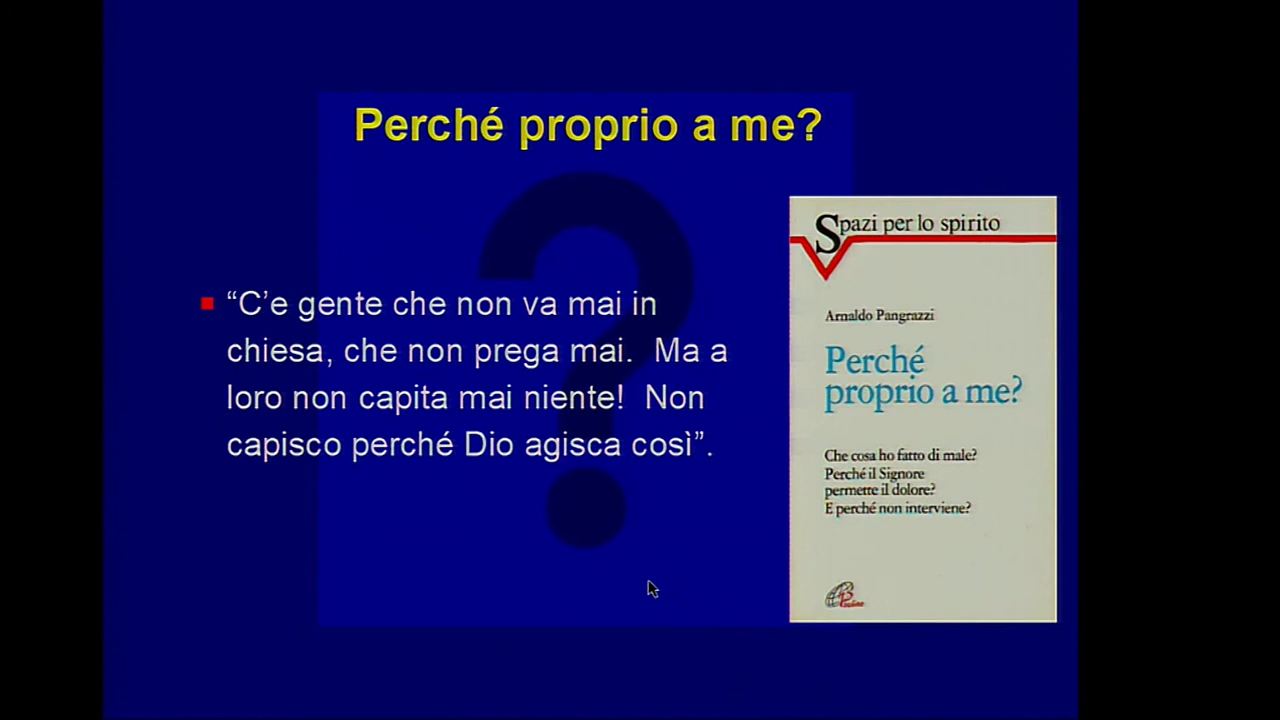 Perché proprio a me?
“C’e gente che non va mai in
chiesa, che non prega mai.  Ma a
loro non capita mai niente!  Non
capisco perché Dio agisca così”.
Spazi per lo spirito
Arnaldo Pangrazzi
Perché
proprio a me?
Che cosa ho fatto di male?
Perché il Signore
permette il dolore?
E perché non interviene?
Paoline